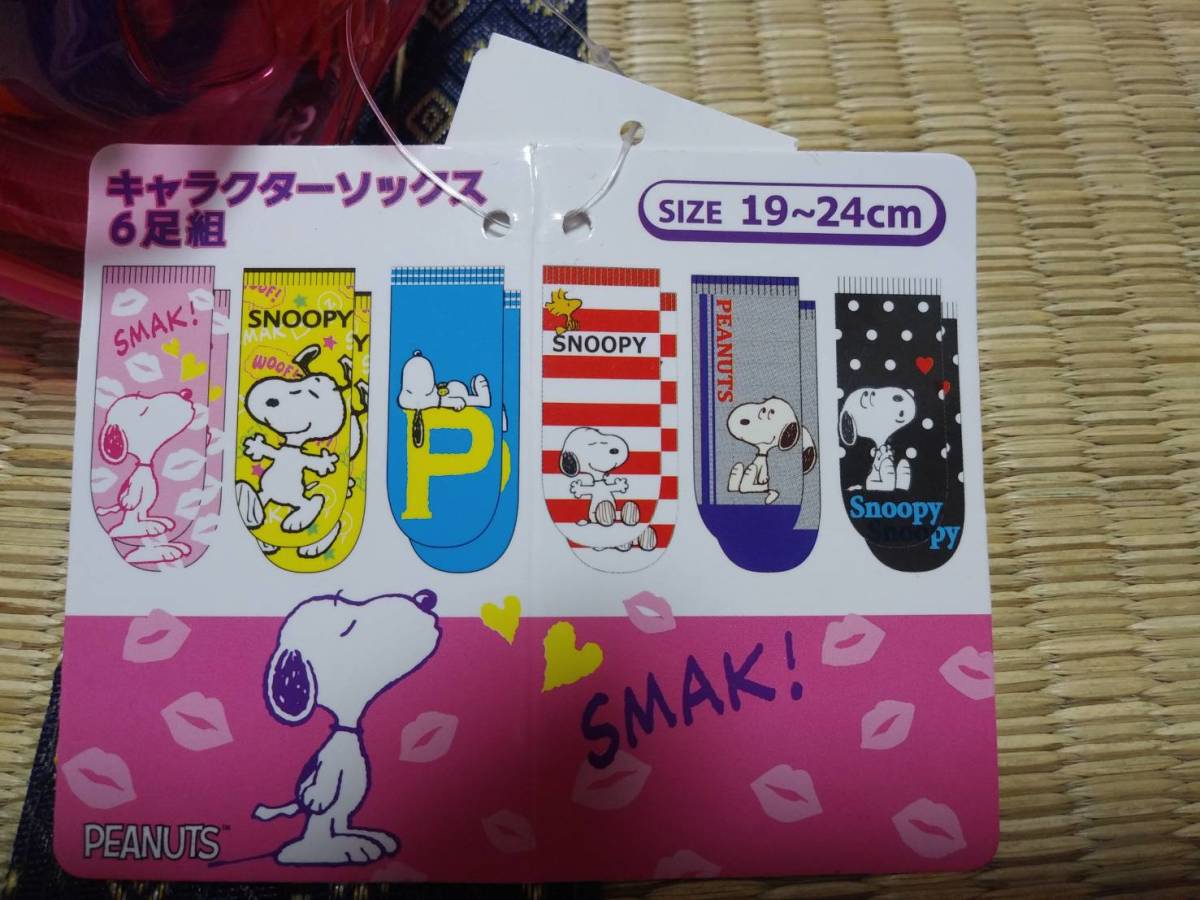 キャラクターソックス
6足組
SIZE 19~24cm
SMAK!
WOOF!
SNOOPY
WOOF!
P
SNOOPY
PEANUTS
Snoopy
Snoopy
SMAK!
PEANUTS™